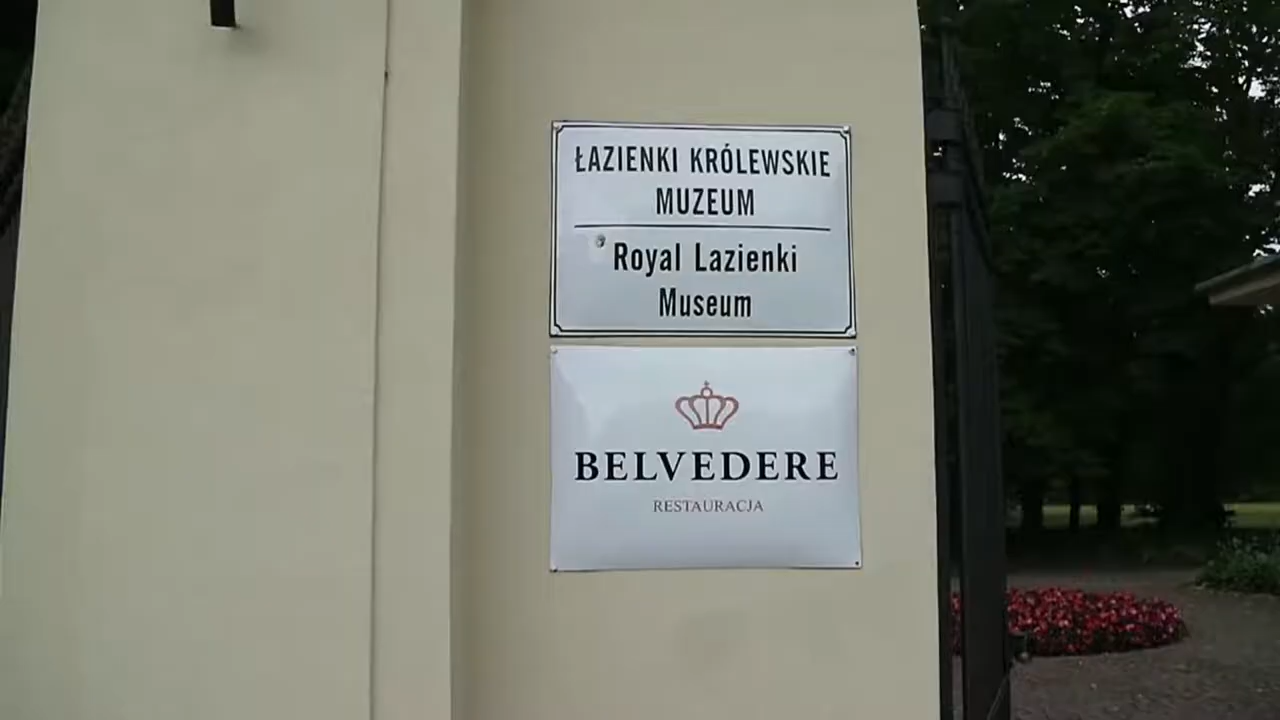 ŁAZIENKI KRÓLEWSKIE
MUZEUM
Royal Lazienki
Museum
BELVEDERE
RESTAURACJA